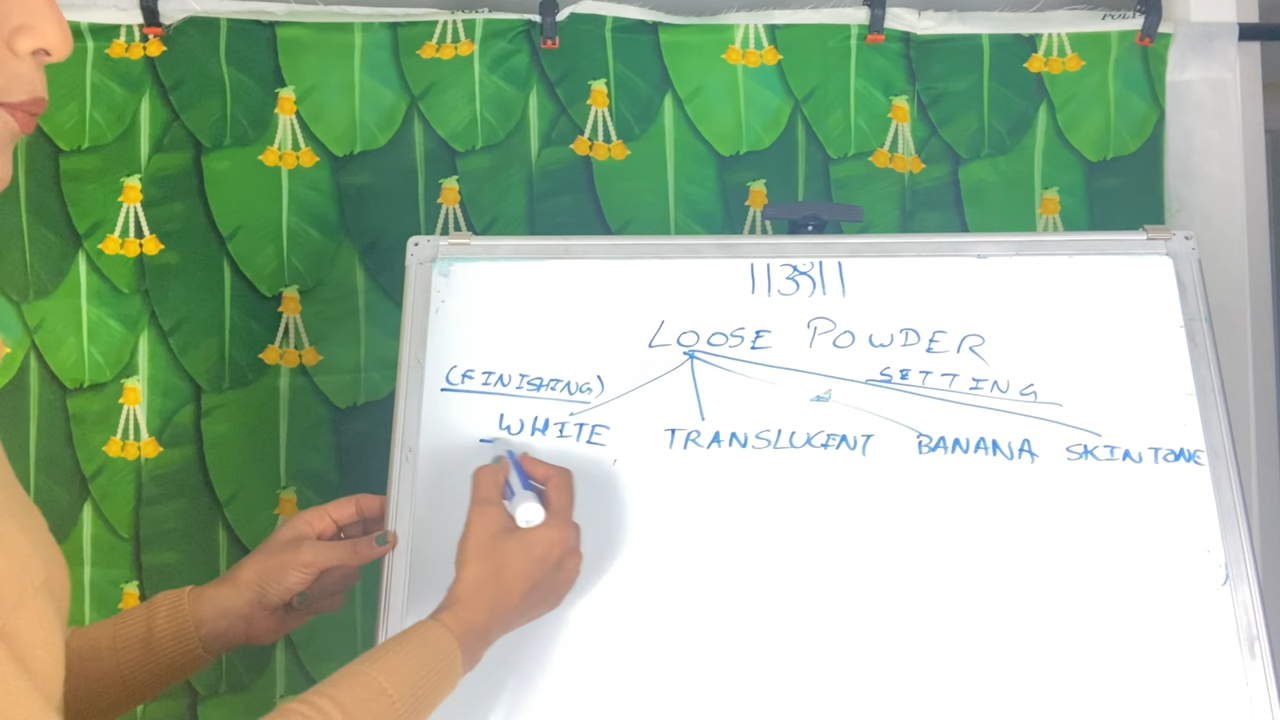 LOOSE POWDER
(FINISHING)
SETTING
WHITE TRANSLUCENT BANANA SKINTONE